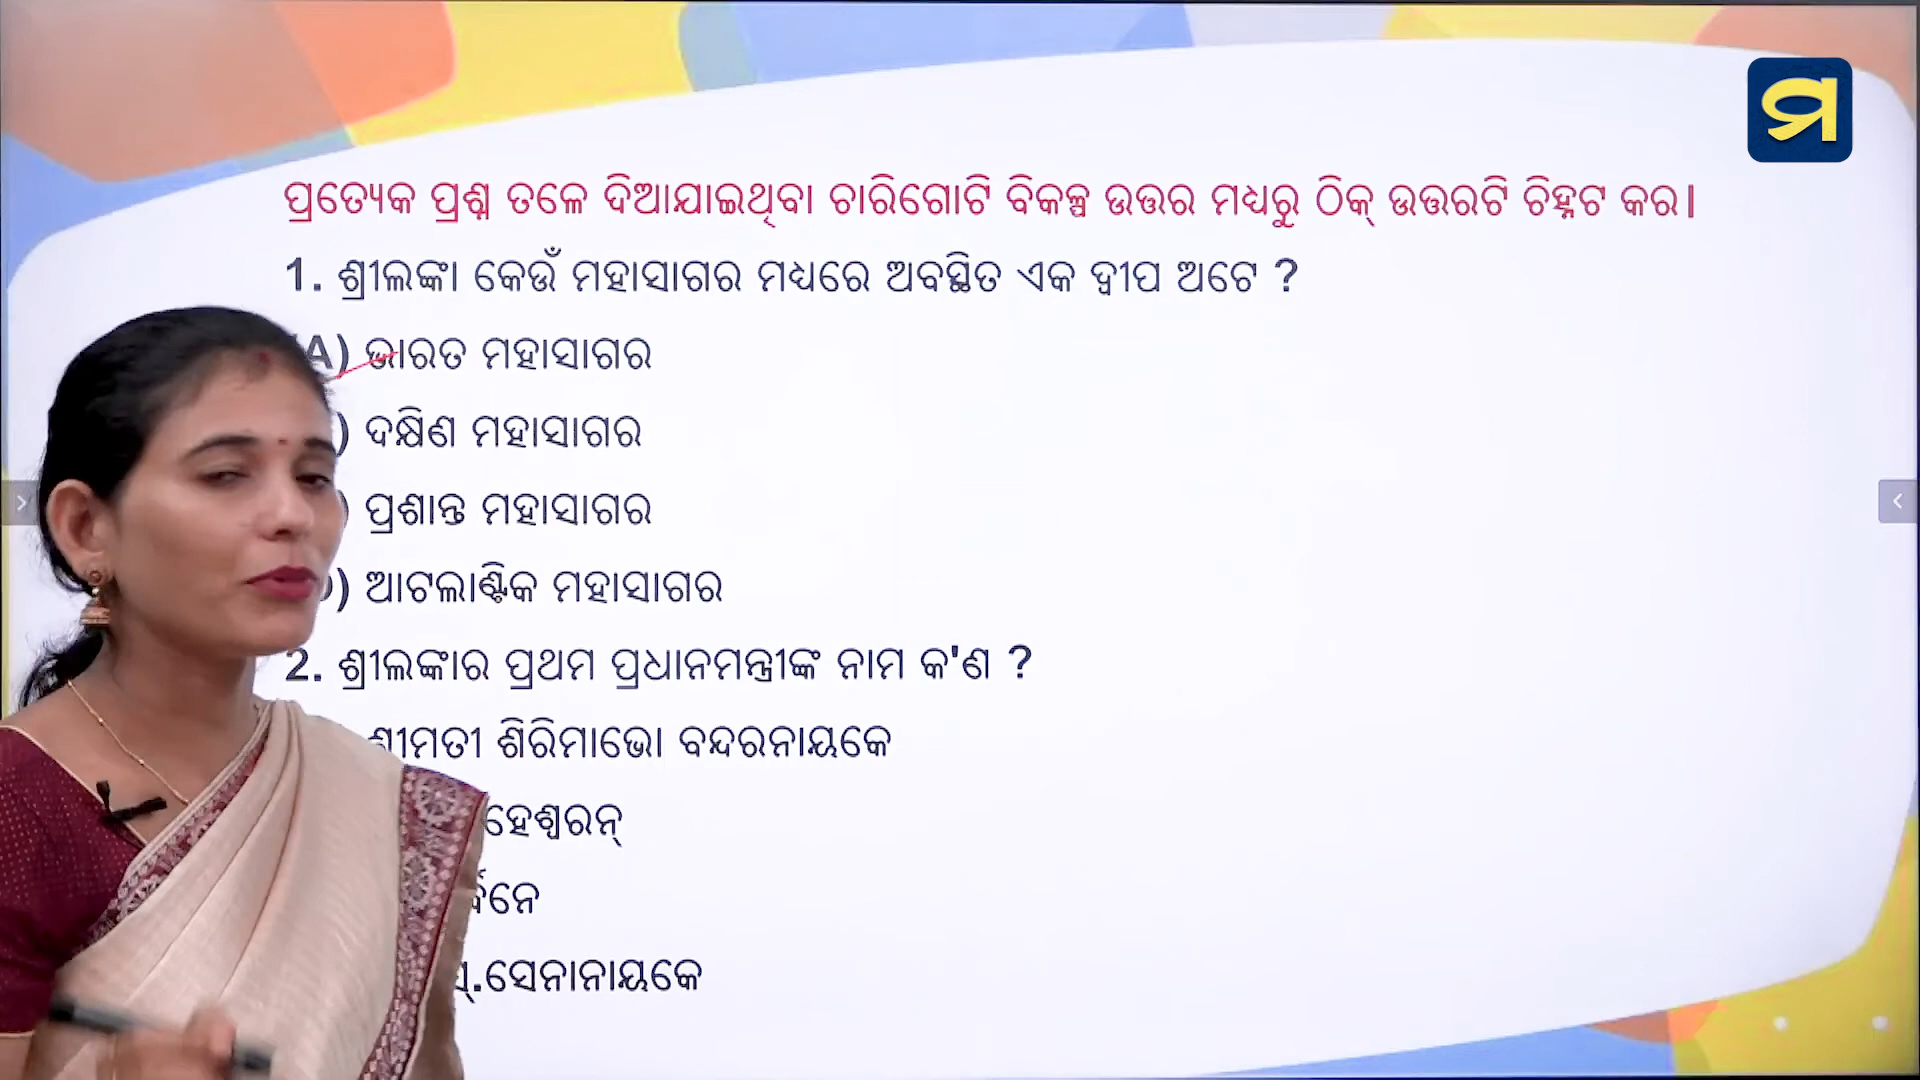 ମ
ପ୍ରତ୍ୟେକ ପ୍ରଶ୍ନ ତଳେ ଦିଆଯାଇଥିବା ଚାରିଗୋଟି ବିକଳ୍ପ ଉତ୍ତର ମଧ୍ୟରୁ ଠିକ୍ ଉତ୍ତରଟି ଚିହ୍ନଟ କର।
1. ଶ୍ରୀଲଙ୍କା କେଉଁ ମହାସାଗର ମଧ୍ୟରେ ଅବସ୍ଥିତ ଏକ ଦ୍ୱୀପ ଅଟେ ?
A) ଭାରତ ମହାସାଗର
) ଦକ୍ଷିଣ ମହାସାଗର
) ପ୍ରଶାନ୍ତ ମହାସାଗର
) ଆଟଲାଣ୍ଟିକ ମହାସାଗର
2. ଶ୍ରୀଲଙ୍କାର ପ୍ରଥମ ପ୍ରଧାନମନ୍ତ୍ରୀଙ୍କ ନାମ କ'ଣ ?
ଶ୍ରୀମତୀ ଶିରିମାଭୋ ବନ୍ଦରନାୟକେ
ହେଶ୍ୱରନ୍
ସେନାନାୟକେ